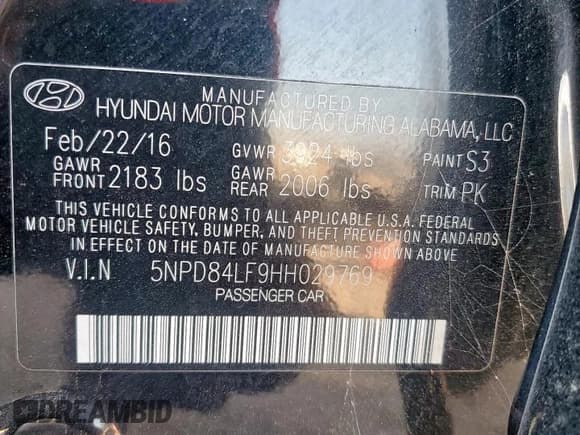 MANUFACTURED BY
HYUNDAI MOTOR MANUFACTURING ALABAMA, LLC
Feb/22/16 GVWR 3924 lbs PAINT S3
GAWR FRONT 2183 lbs GAWR REAR 2006 lbs TRIM PK
THIS VEHICLE CONFORMS TO ALL APPLICABLE U.S.A. FEDERAL
MOTOR VEHICLE SAFETY, BUMPER, AND THEFT PREVENTION STANDARDS
IN EFFECT ON THE DATE OF MANUFACTURE SHOWN ABOVE.
V.I.N 5NPD84LF9HH029769
PASSENGER CAR
DREAMBID